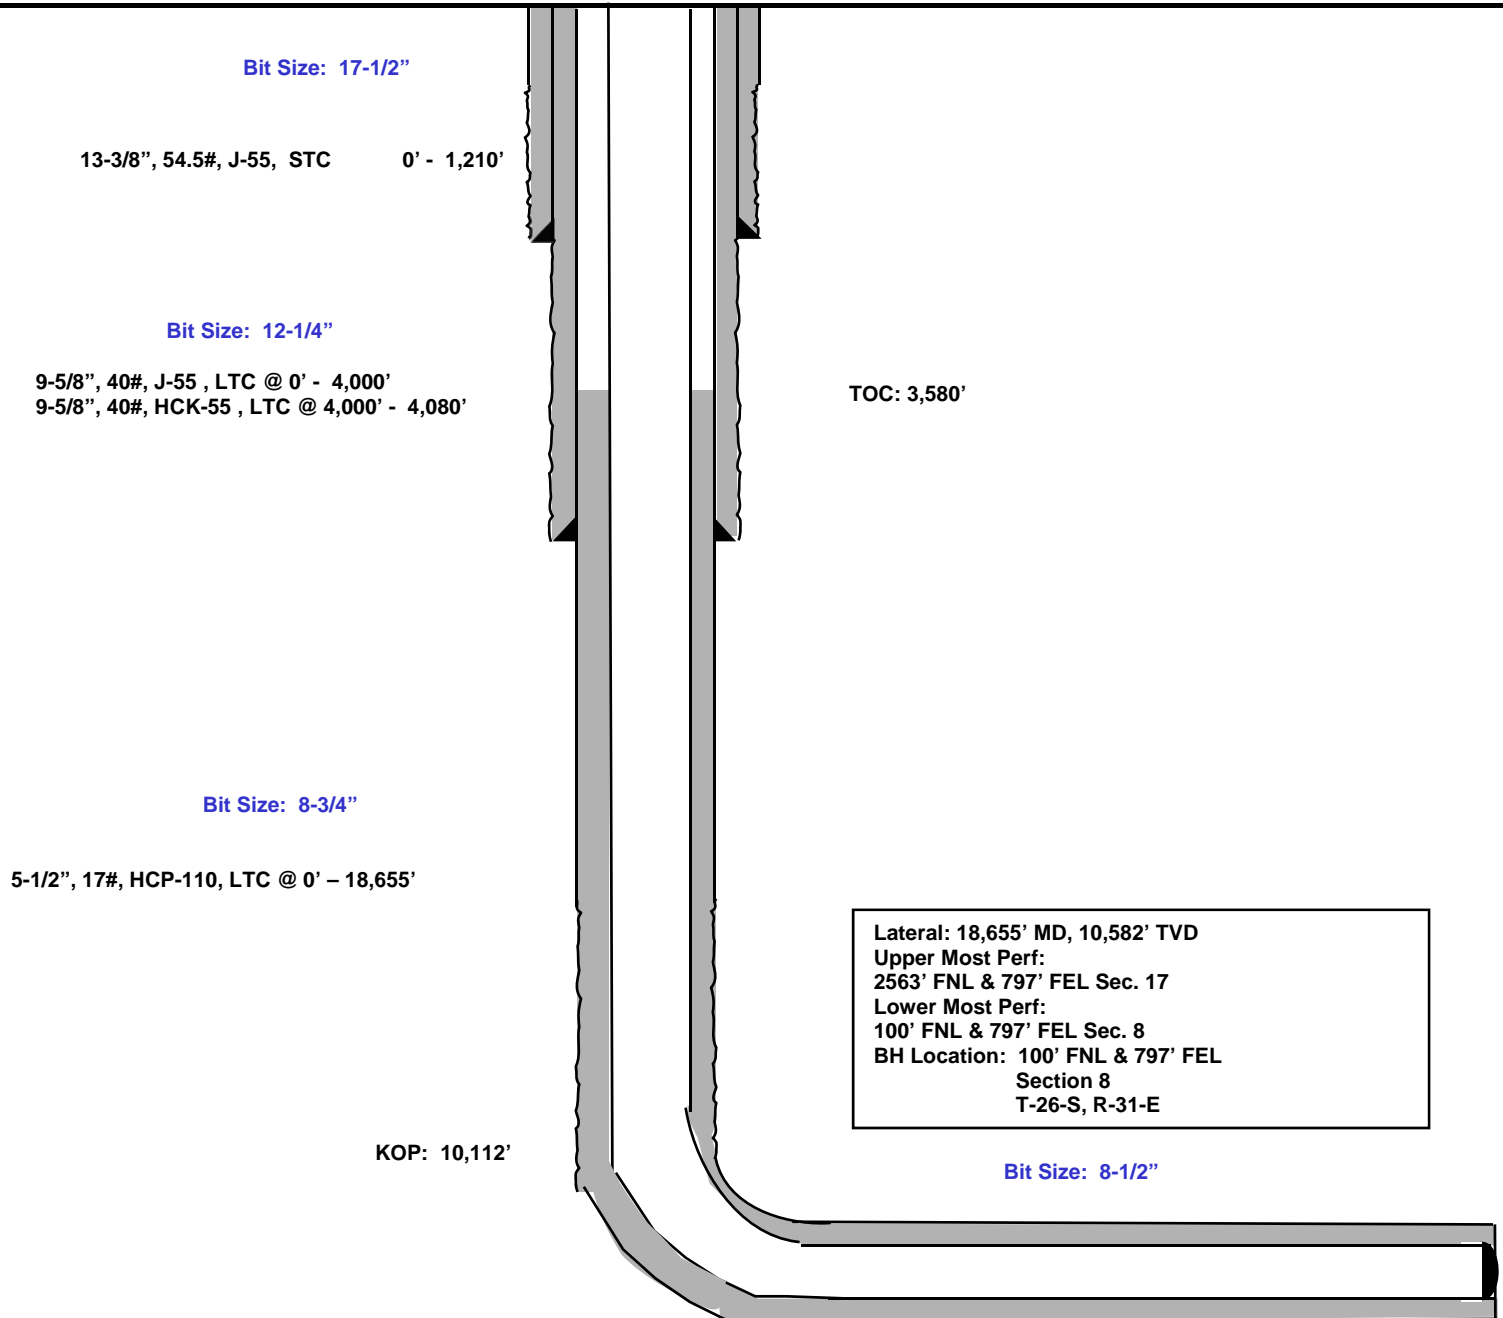 Bit Size: 17-1/2”
13-3/8”, 54.5#, J-55, STC 0’ - 1,210’
Bit Size: 12-1/4”
9-5/8”, 40#, J-55 , LTC @ 0’ - 4,000’
9-5/8”, 40#, HCK-55 , LTC @ 4,000’ - 4,080’
TOC: 3,580’
Bit Size: 8-3/4”
5-1/2”, 17#, HCP-110, LTC @ 0’ – 18,655’
Lateral: 18,655’ MD, 10,582’ TVD
Upper Most Perf:
2563’ FNL & 797’ FEL Sec. 17
Lower Most Perf:
100’ FNL & 797’ FEL Sec. 8
BH Location: 100’ FNL & 797’ FEL
Section 8
T-26-S, R-31-E
KOP: 10,112’
Bit Size: 8-1/2”